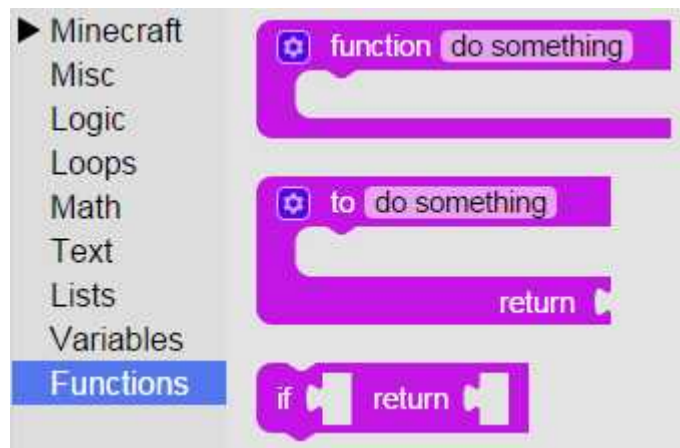 Minecraft
Misc
Logic
Loops
Math
Text
Lists
Variables
Functions
function do something
to do something
return
if return